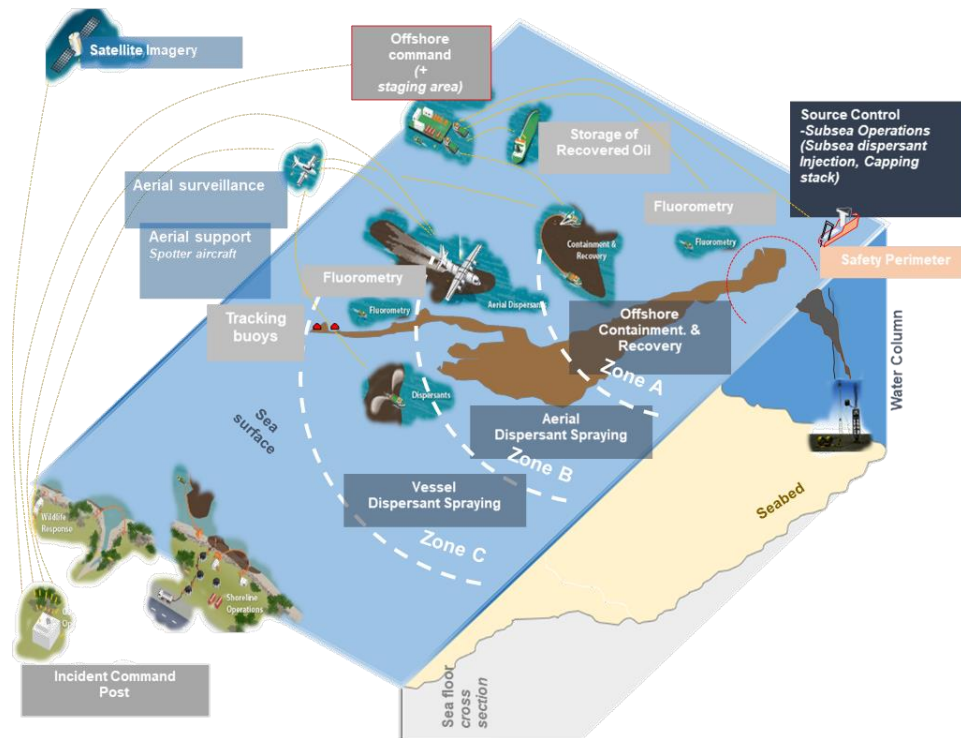 Satellite Imagery
Offshore
command
(+
staging area)
Storage of
Recovered Oil
Source Control
-Subsea Operations
(Subsea dispersant
Injection, Capping
stack)
Aerial surveillance
Aerial support
Spotter aircraft
Fluorometry
Fluorometry
Safety Perimeter
Containment &
Recovery
Fluorometry
Fluorometry
Aerial Dispersants
Tracking
buoys
Offshore
Containment. &
Recovery
Zone A
Water Column
Dispersants
Aerial
Dispersant Spraying
Zone B
Sea
surface
Vessel
Dispersant Spraying
Zone C
Seabed
Wildlife
Response
Shoreline
Operations
Incident Command
Post
Sea floor
cross
section